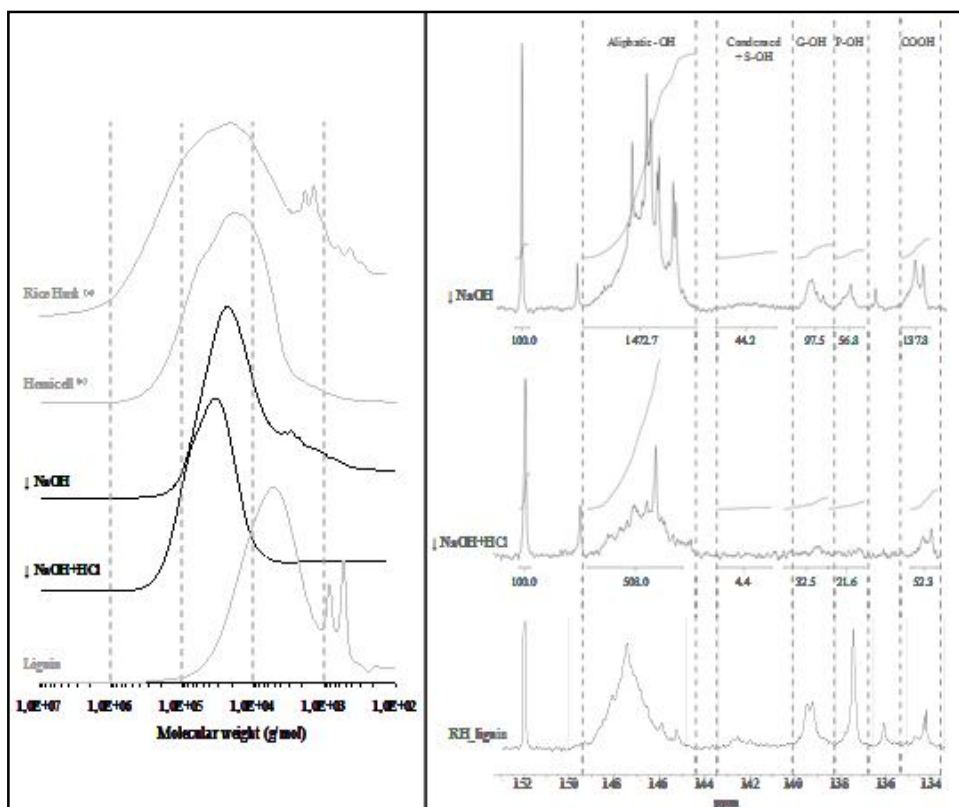 Rice Husk
Hemicell
↓ NaOH
↓ NaOH+HCl
Lignin
1,0E+07 1,0E+06 1,0E+05 1,0E+04 1,0E+03 1,0E+02
Molecular weight (g/mol)
Aliphatic - OH Condensed G-OH P-OH COOH
+ S-OH
↓ NaOH
100.0 1472.7 44.2 97.5 56.8 137.8
↓ NaOH+HCl
100.0 508.0 4.4 32.5 21.6 52.3
RH_lignin
152 150 148 146 144 142 140 138 136 134